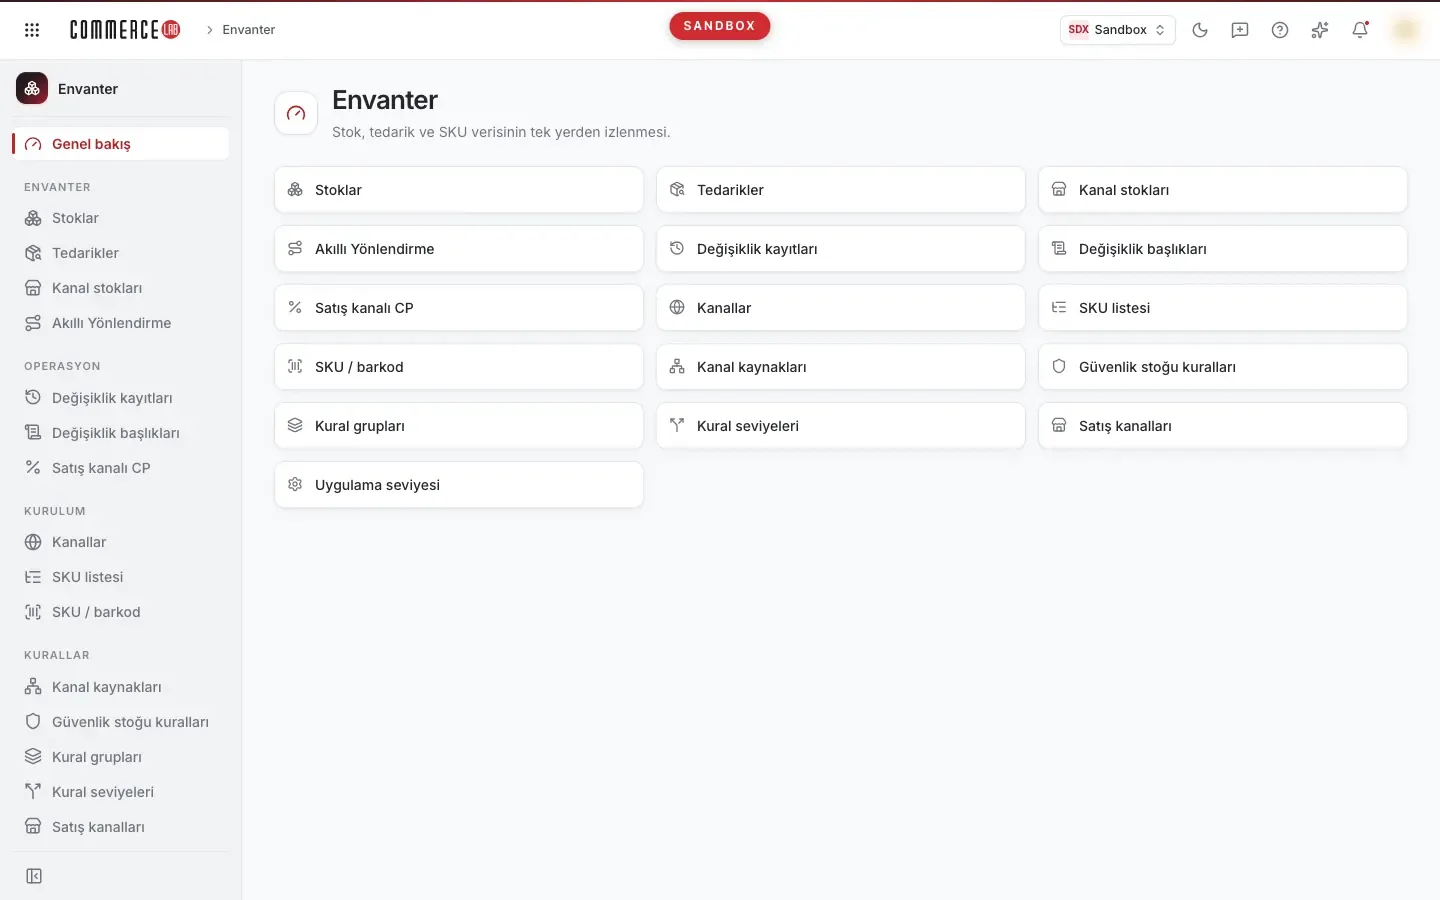 COMMERCE LAB
Envanter
SANDBOX
SDX Sandbox
Envanter
Genel bakış
ENVANTER
Stoklar
Tedarikler
Kanal stokları
Akıllı Yönlendirme
OPERASYON
Değişiklik kayıtları
Değişiklik başlıkları
Satış kanalı CP
KURULUM
Kanallar
SKU listesi
SKU / barkod
KURALLAR
Kanal kaynakları
Güvenlik stoğu kuralları
Kural grupları
Kural seviyeleri
Satış kanalları
Envanter
Stok, tedarik ve SKU verisinin tek yerden izlenmesi.
Stoklar
Tedarikler
Kanal stokları
Akıllı Yönlendirme
Değişiklik kayıtları
Değişiklik başlıkları
Satış kanalı CP
Kanallar
SKU listesi
SKU / barkod
Kanal kaynakları
Güvenlik stoğu kuralları
Kural grupları
Kural seviyeleri
Satış kanalları
Uygulama seviyesi